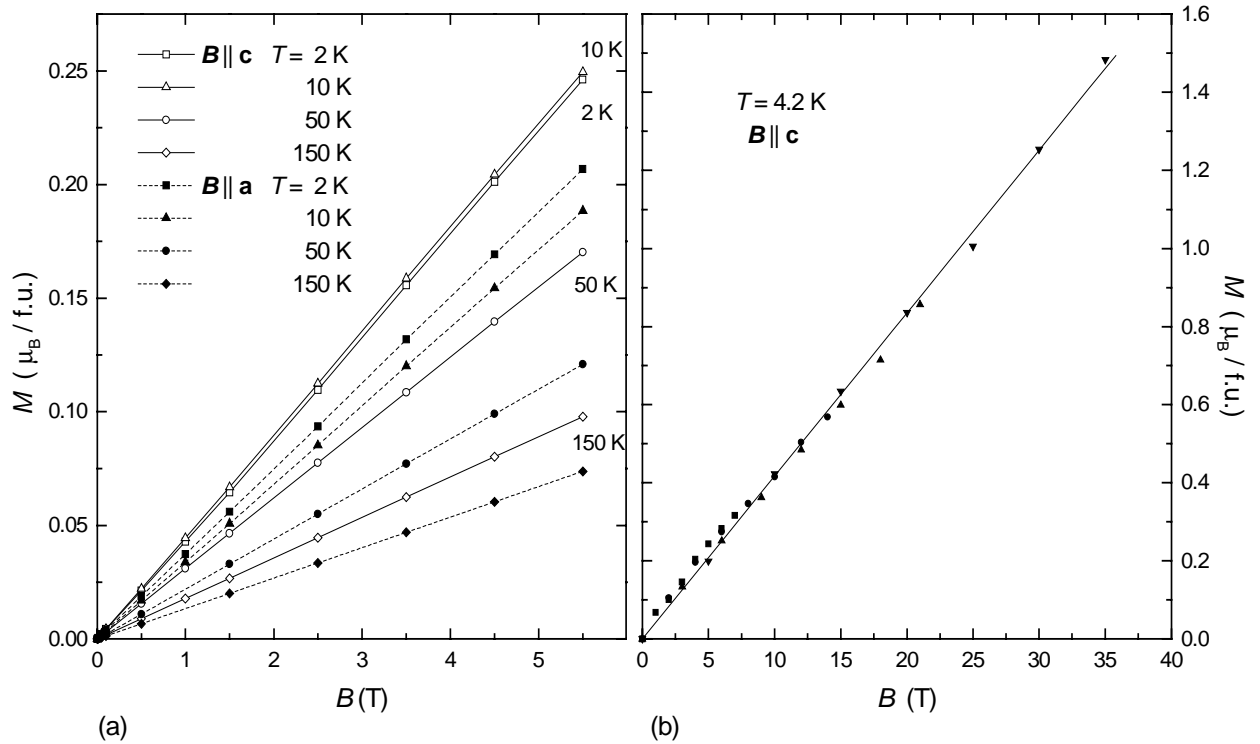 B || c T = 2 K
10 K
50 K
150 K
B || a T = 2 K
10 K
50 K
150 K
10 K
2 K
50 K
150 K
0.25
0.20
0.15
0.10
0.05
0.00
M ( μB / f.u.)
0 1 2 3 4 5
B (T)
(a)
T = 4.2 K
B || c
1.6
1.4
1.2
1.0
0.8
0.6
0.4
0.2
0.0
M ( μB / f.u.)
0 5 10 15 20 25 30 35 40
B (T)
(b)